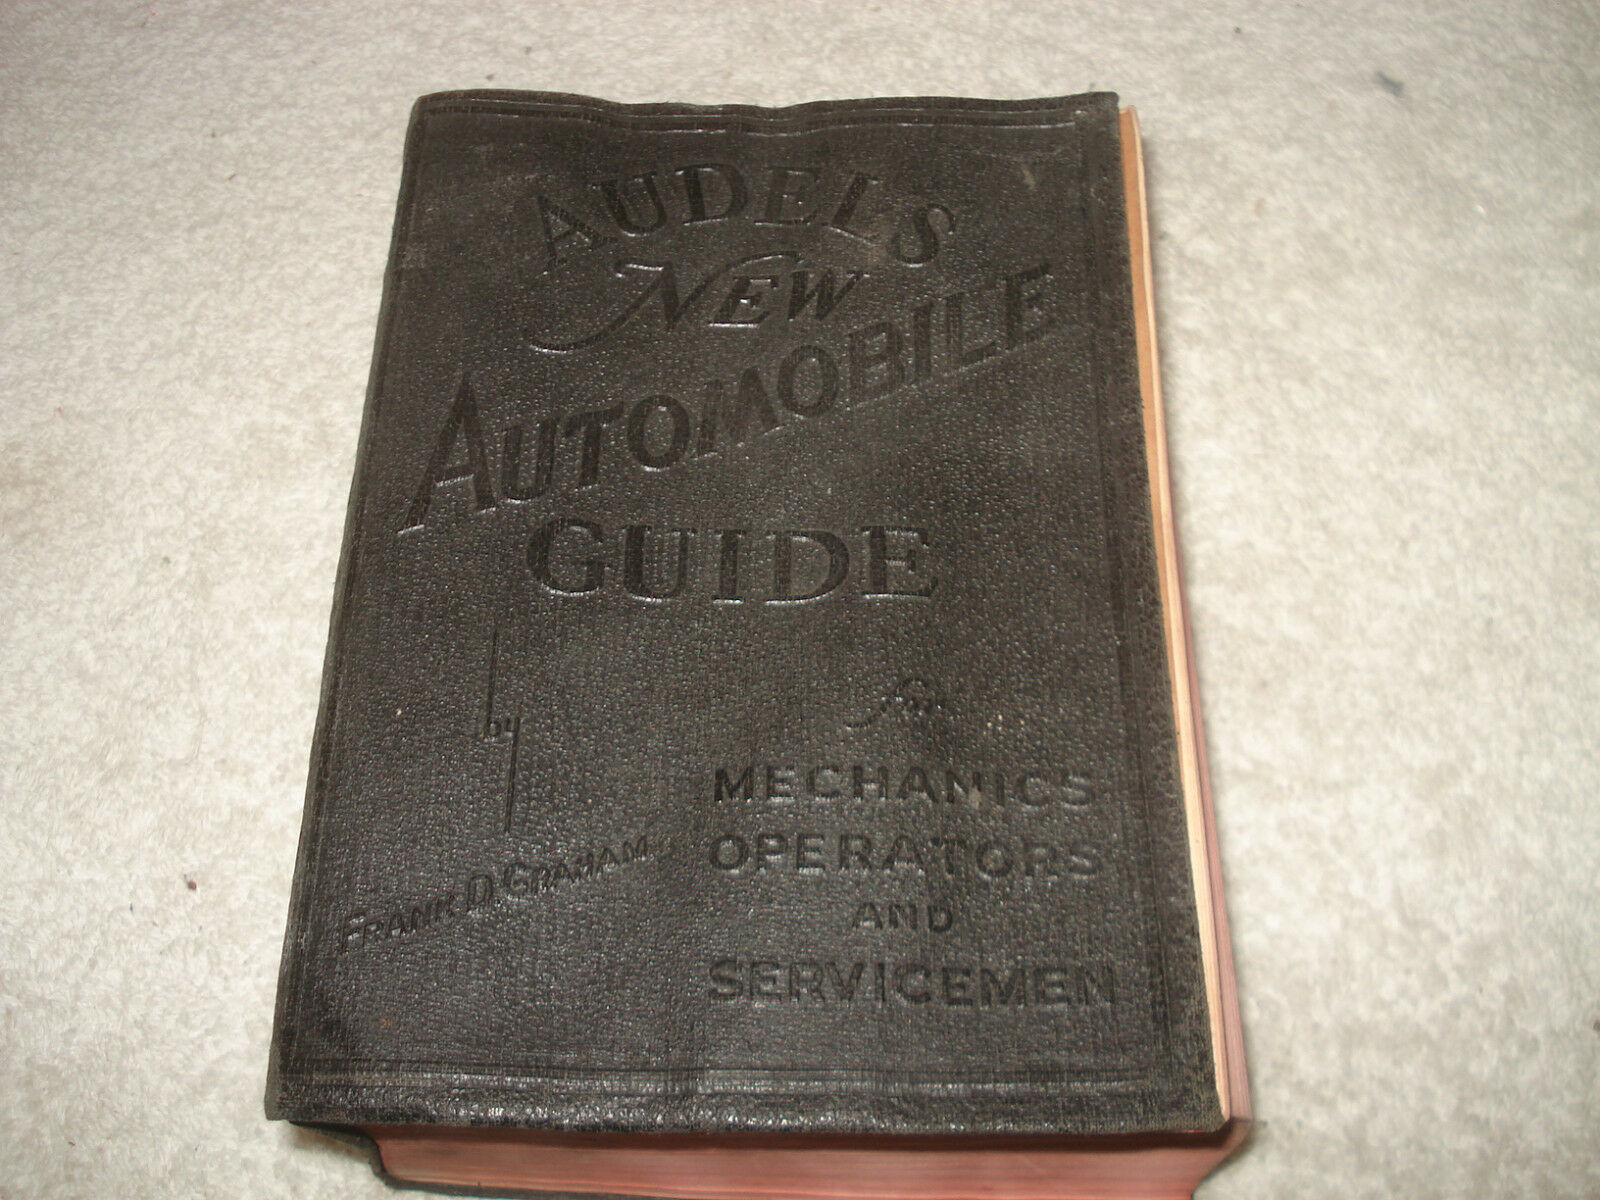 AUDELS
NEW
AUTOMOBILE
GUIDE
by
FRANK D. GRAHAM
For
MECHANICS
OPERATORS
AND
SERVICEMEN